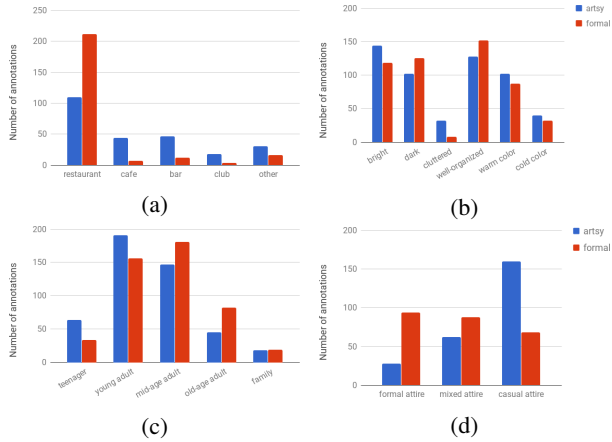 250
200
150
100
50
0
Number of annotations
restaurant cafe bar club other
(a)
200
150
100
50
0
Number of annotations
bright dark cluttered well-organized warm color cold color
artsy
formal
(b)
200
150
100
50
0
Number of annotations
teenager young adult mid-age adult old-age adult family
(c)
200
150
100
50
0
Number of annotations
formal attire mixed attire casual attire
artsy
formal
(d)